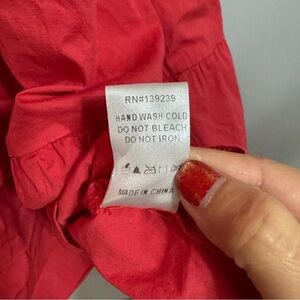 RN#139239
HAND WASH COLD
DO NOT BLEACH
DO NOT IRON
MADE IN CHINA